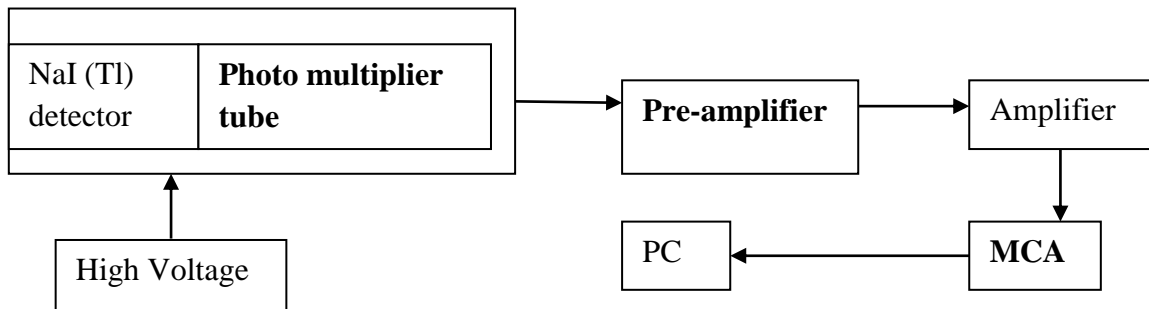 NaI (Tl)
detector
Photo multiplier
tube
Pre-amplifier
Amplifier
High Voltage
PC
MCA